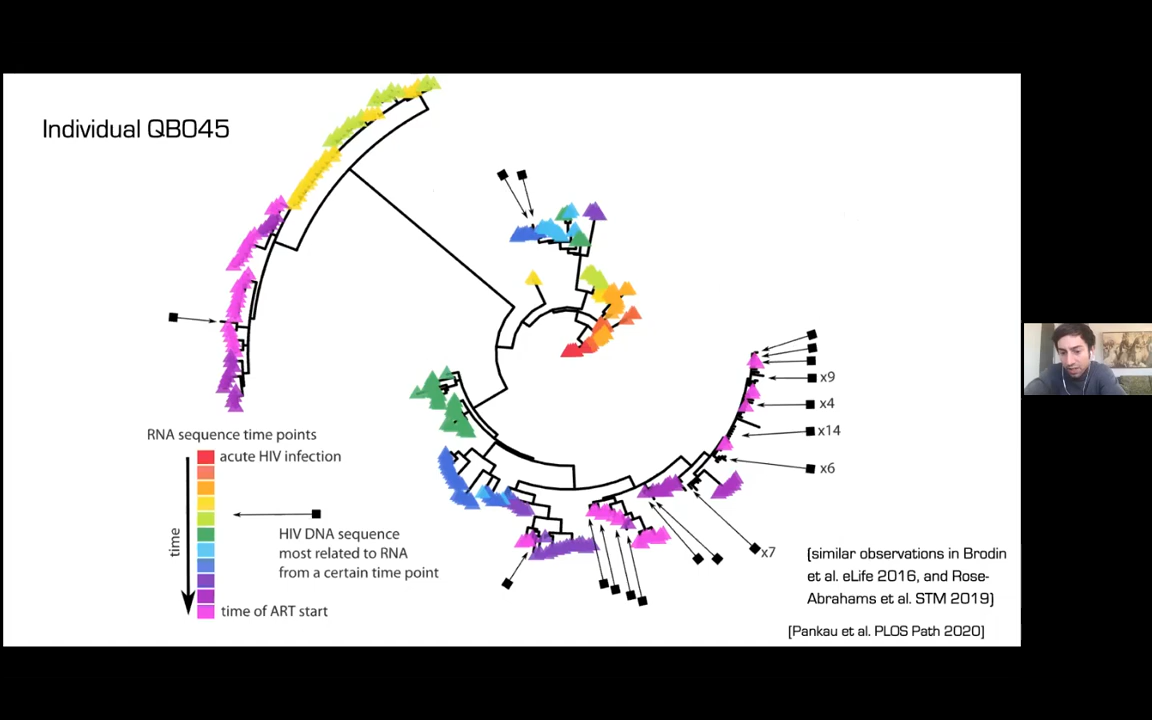 Individual QB045
RNA sequence time points
acute HIV infection
time
HIV DNA sequence
most related to RNA
from a certain time point
time of ART start
x9
x4
x14
x6
x7
(similar observations in Brodin
et al. eLife 2016, and Rose-
Abrahams et al. STM 2019)
(Pankau et al. PLOS Path 2020)